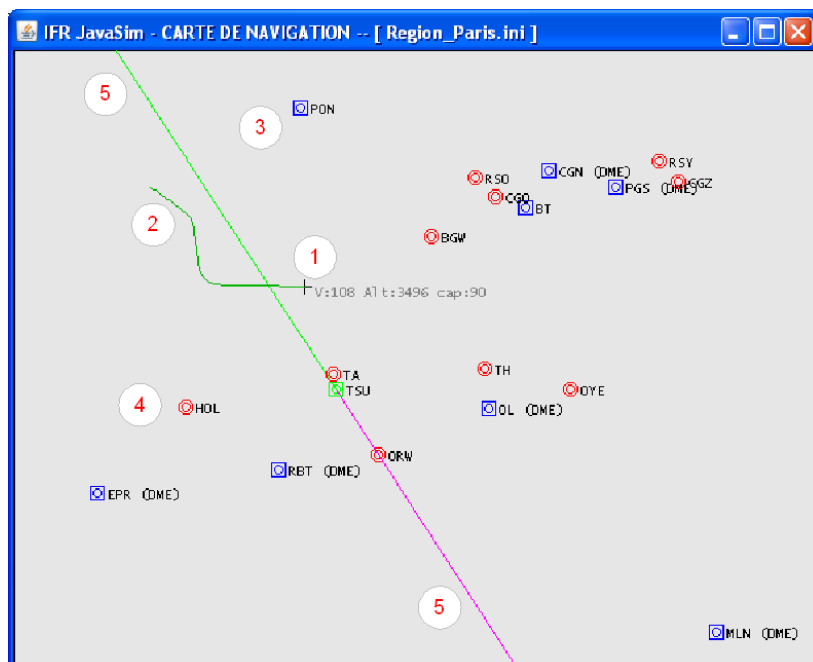 IFR JavaSim - CARTE DE NAVIGATION -- [ Region_Paris.ini ]
5
3
PON
RSY
RSO
CGN (DME)
PGS (DME)
CGO
BT
2
BGW
1
V:108 Alt:3496 cap:90
TA
TH
TSU
OYE
4
HOL
OL (DME)
ORW
RBT (DME)
EPR (DME)
5
MLN (DME)